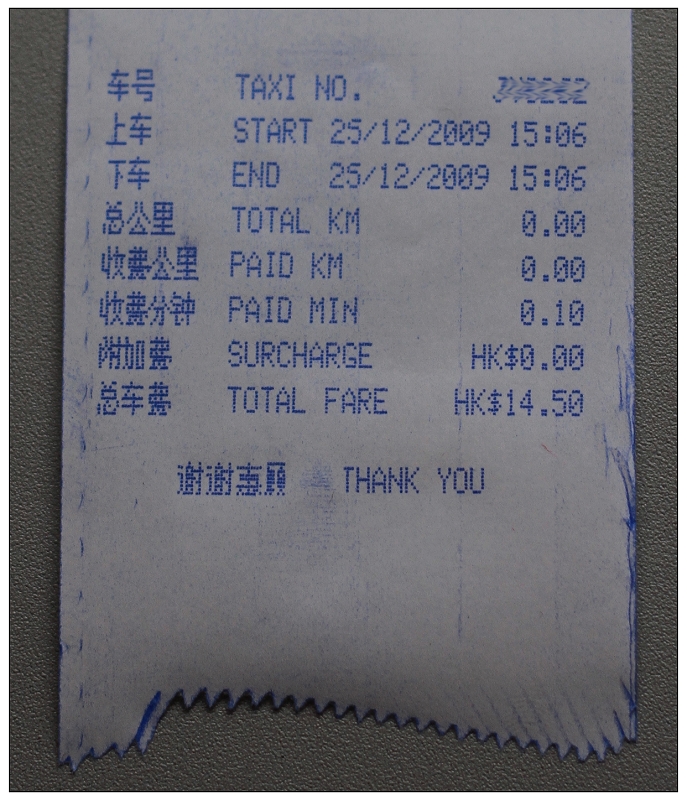 车号 TAXI NO.
上车 START 25/12/2009 15:06
下车 END 25/12/2009 15:06
总公里 TOTAL KM 0.00
收费公里 PAID KM 0.00
收费分钟 PAID MIN 0.10
附加费 SURCHARGE HK$0.00
总车费 TOTAL FARE HK$14.50
谢谢惠顾 THANK YOU